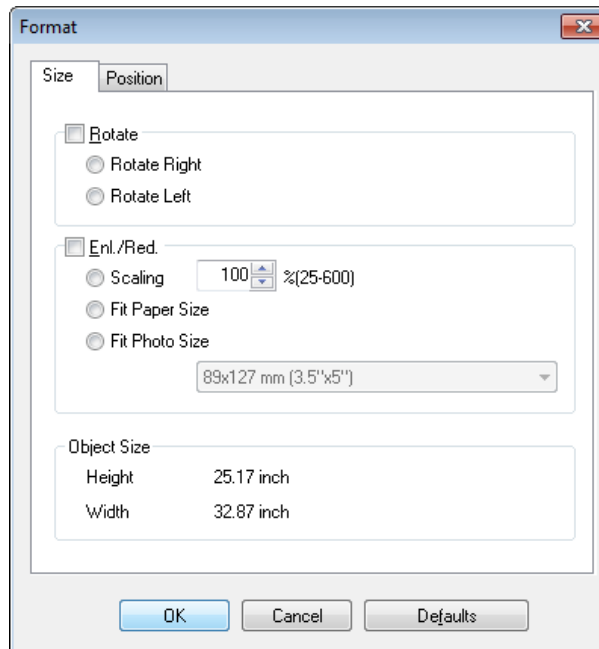 Format
Size Position
Rotate
Rotate Right
Rotate Left
Enl./Red.
Scaling 100 %(25-600)
Fit Paper Size
Fit Photo Size
89x127 mm (3.5"x5")
Object Size
Height 25.17 inch
Width 32.87 inch
OK Cancel Defaults